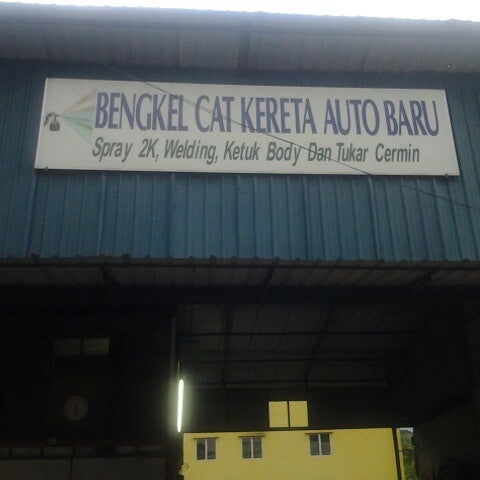 BENGKEL CAT KERETA AUTO BARU
Spray 2K, Welding, Ketuk Body Dan Tukar Cermin